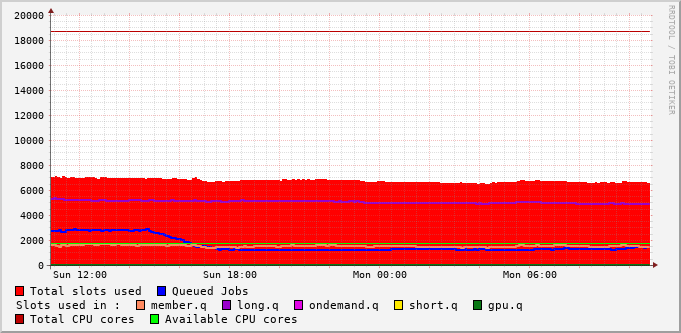 20000
18000
16000
14000
12000
10000
8000
6000
4000
2000
0
Sun 12:00 Sun 18:00 Mon 00:00 Mon 06:00
Total slots used Queued Jobs
Slots used in : member.q long.q ondemand.q short.q gpu.q
Total CPU cores Available CPU cores
RRDTOOL / TOBI OETIKER